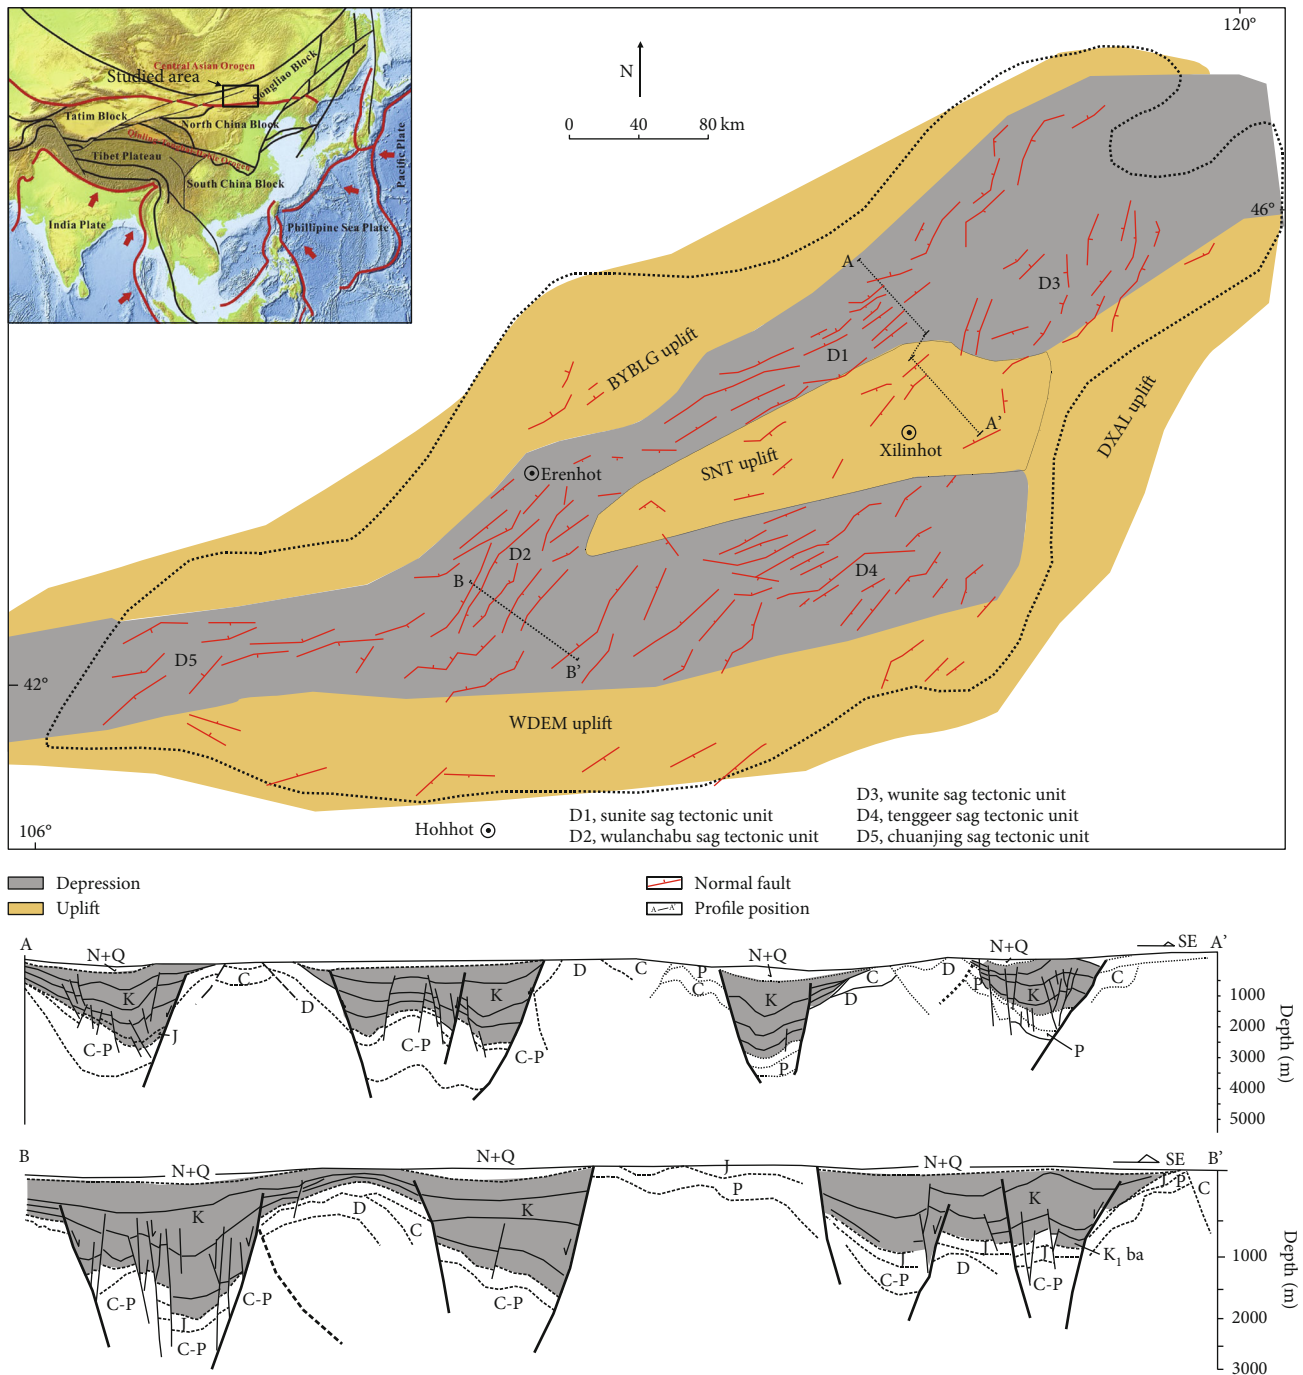 120°
Central Asian Orogen
Studied area
Songliao Block
Tatim Block
North China Block
Tibet Plateau
South China Block
India Plate
Phillipine Sea Plate
Pacific Plate
N
0 40 80 km
46°
A
D3
D1
BYBLG uplift
A’
DXAL uplift
Xilinhot
SNT uplift
Erenhot
D2
D4
B
D5
B’
42°
WDEM uplift
106°
Hohhot
D1, sunite sag tectonic unit
D2, wulanchabu sag tectonic unit
D3, wunite sag tectonic unit
D4, tenggeer sag tectonic unit
D5, chuanjing sag tectonic unit
Depression
Uplift
Normal fault
A A’ Profile position
A
N+Q
C
D
C
P
C
N+Q
C
D
D
N+Q
SE
A’
K
J
C-P
D
K
C-P
C-P
K
P
P
K
C
P
1000
2000
3000
4000
5000
Depth (m)
B
N+Q
N+Q
J
P
N+Q
SE
B’
K
D
C
K
K
J
P
C
C-P
C-P
J
C-P
C-P
J
C-P
J
D
J
C-P
K1 ba
1000
2000
3000
Depth (m)